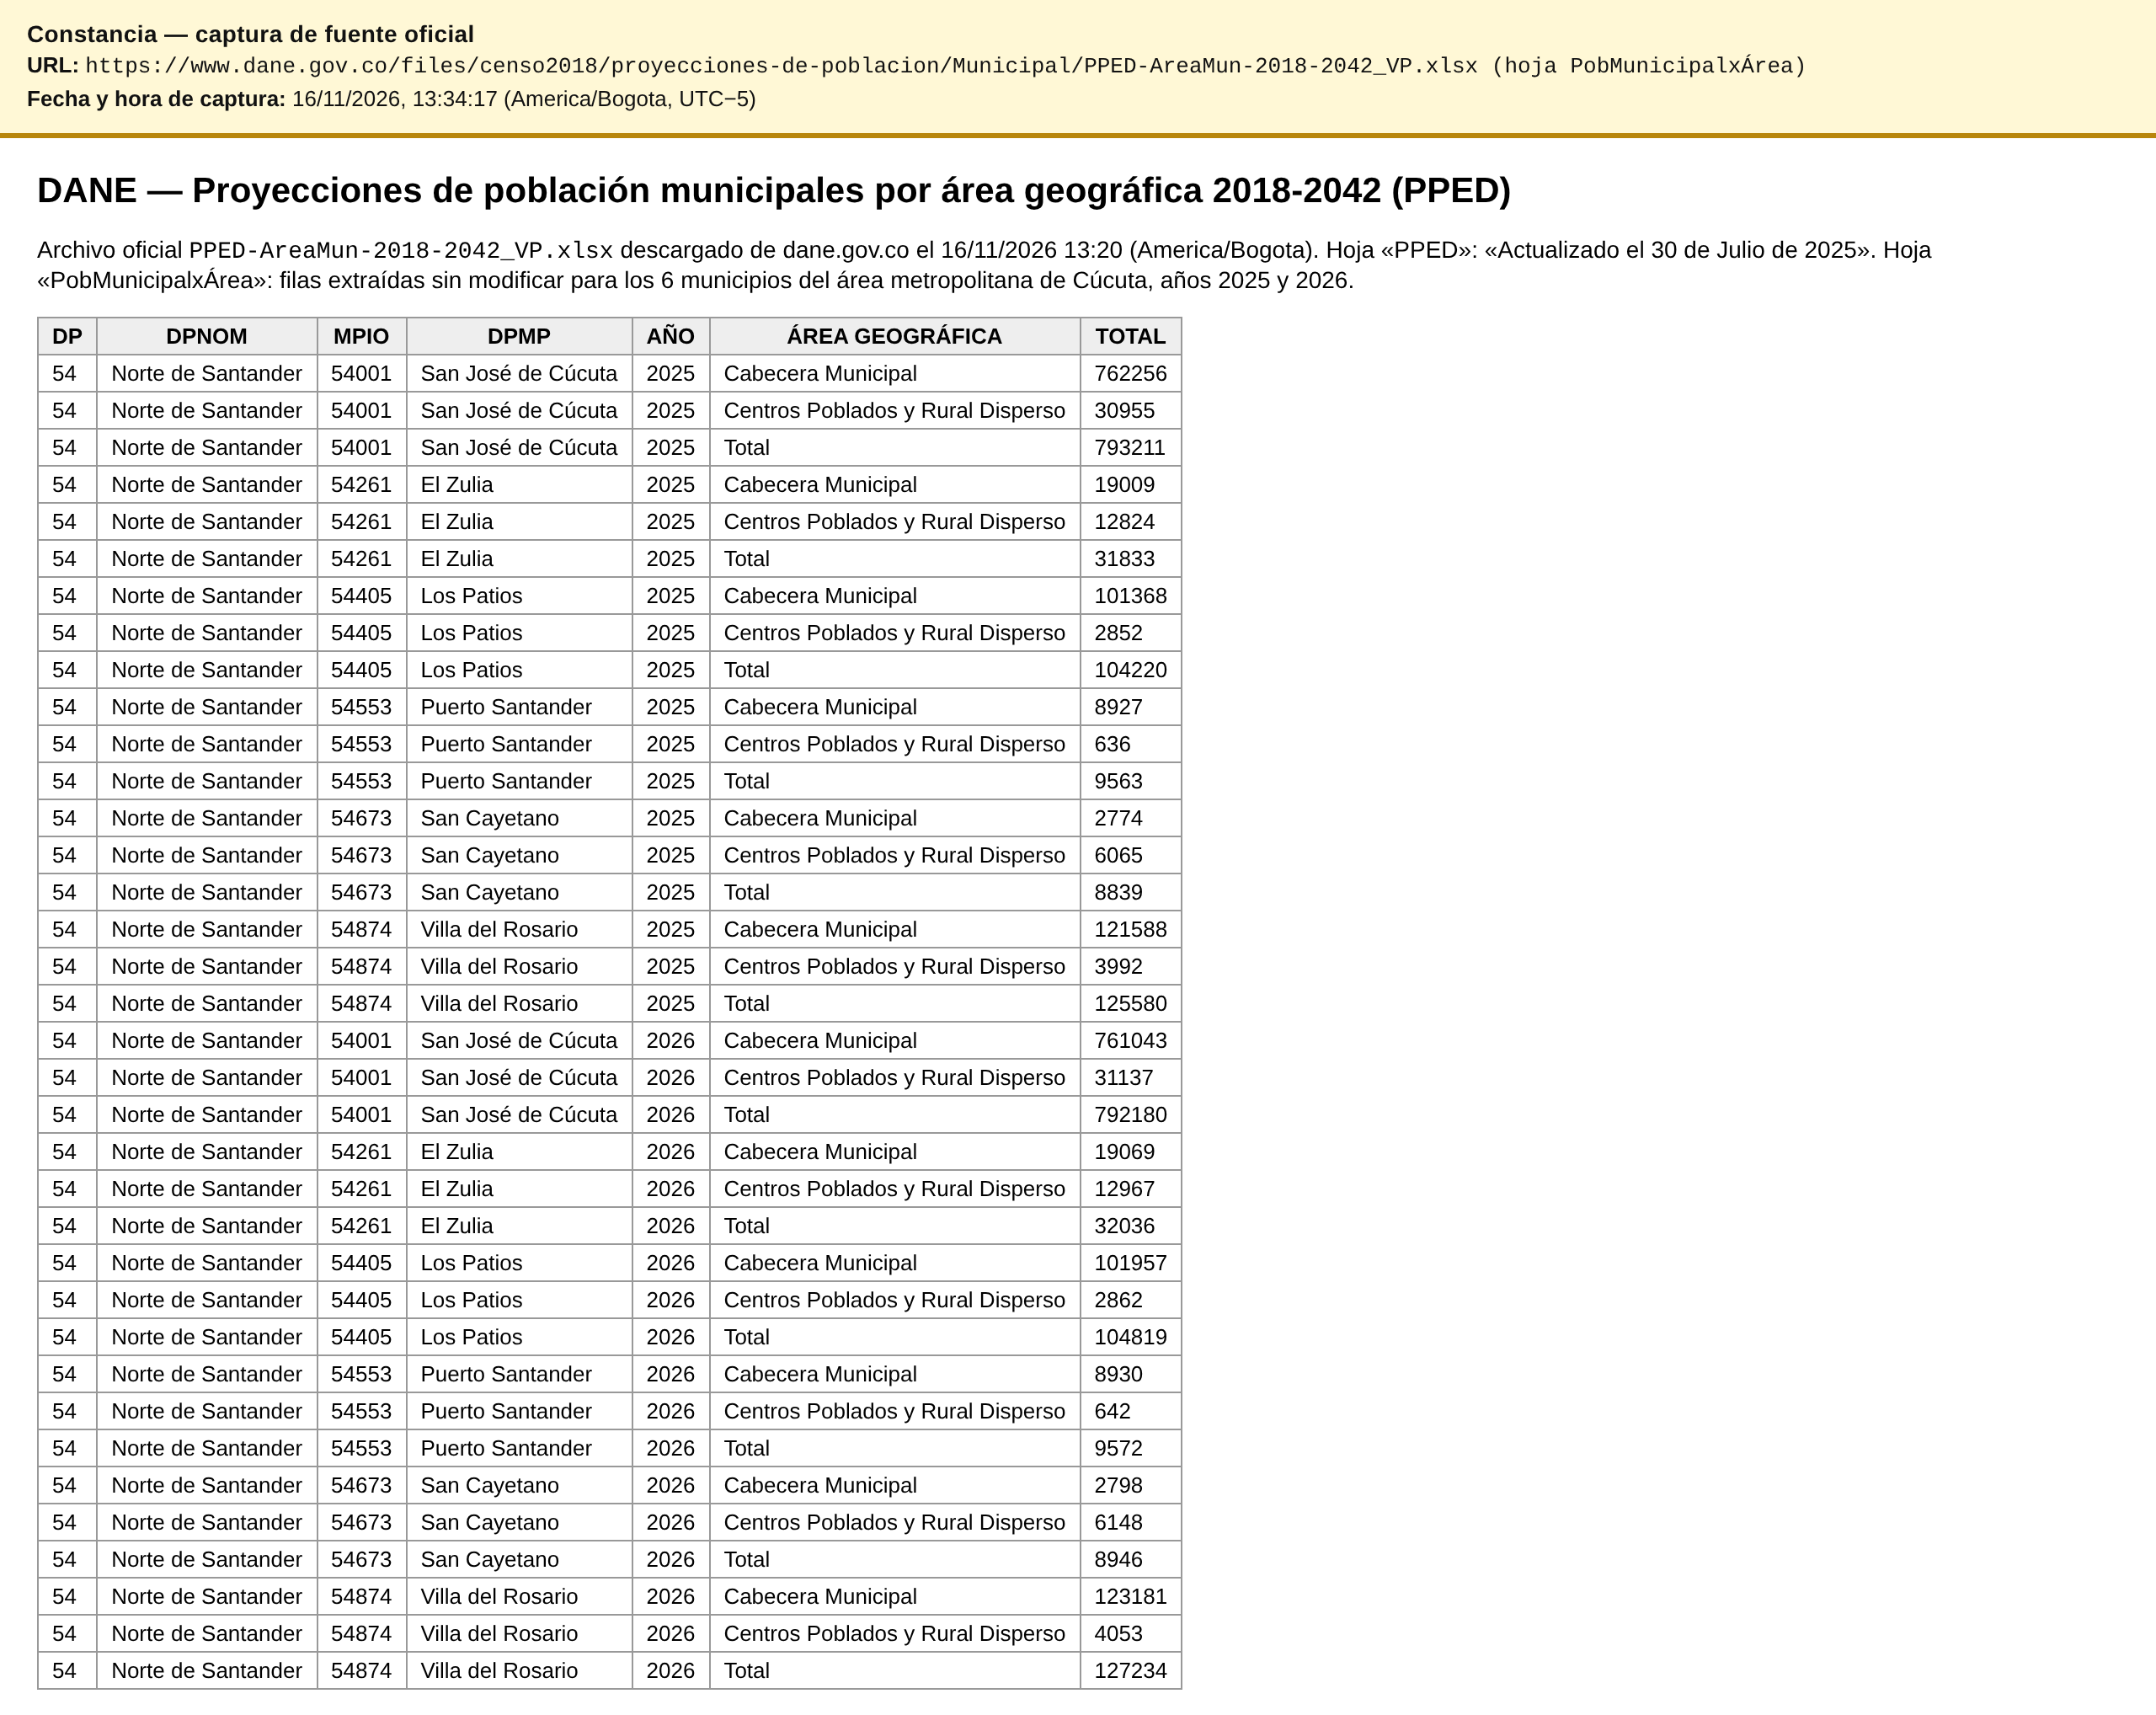 Constancia — captura de fuente oficial
URL: https://www.dane.gov.co/files/censo2018/proyecciones-de-poblacion/Municipal/PPED-AreaMun-2018-2042_VP.xlsx (hoja PobMunicipalxÁrea)
Fecha y hora de captura: 16/11/2026, 13:34:17 (America/Bogota, UTC−5)
DANE — Proyecciones de población municipales por área geográfica 2018-2042 (PPED)
Archivo oficial PPED-AreaMun-2018-2042_VP.xlsx descargado de dane.gov.co el 16/11/2026 13:20 (America/Bogota). Hoja «PPED»: «Actualizado el 30 de Julio de 2025». Hoja
«PobMunicipalxÁrea»: filas extraídas sin modificar para los 6 municipios del área metropolitana de Cúcuta, años 2025 y 2026.
DP DPNOM MPIO DPMP AÑO ÁREA GEOGRÁFICA TOTAL
54 Norte de Santander 54001 San José de Cúcuta 2025 Cabecera Municipal 762256
54 Norte de Santander 54001 San José de Cúcuta 2025 Centros Poblados y Rural Disperso 30955
54 Norte de Santander 54001 San José de Cúcuta 2025 Total 793211
54 Norte de Santander 54261 El Zulia 2025 Cabecera Municipal 19009
54 Norte de Santander 54261 El Zulia 2025 Centros Poblados y Rural Disperso 12824
54 Norte de Santander 54261 El Zulia 2025 Total 31833
54 Norte de Santander 54405 Los Patios 2025 Cabecera Municipal 101368
54 Norte de Santander 54405 Los Patios 2025 Centros Poblados y Rural Disperso 2852
54 Norte de Santander 54405 Los Patios 2025 Total 104220
54 Norte de Santander 54553 Puerto Santander 2025 Cabecera Municipal 8927
54 Norte de Santander 54553 Puerto Santander 2025 Centros Poblados y Rural Disperso 636
54 Norte de Santander 54553 Puerto Santander 2025 Total 9563
54 Norte de Santander 54673 San Cayetano 2025 Cabecera Municipal 2774
54 Norte de Santander 54673 San Cayetano 2025 Centros Poblados y Rural Disperso 6065
54 Norte de Santander 54673 San Cayetano 2025 Total 8839
54 Norte de Santander 54874 Villa del Rosario 2025 Cabecera Municipal 121588
54 Norte de Santander 54874 Villa del Rosario 2025 Centros Poblados y Rural Disperso 3992
54 Norte de Santander 54874 Villa del Rosario 2025 Total 125580
54 Norte de Santander 54001 San José de Cúcuta 2026 Cabecera Municipal 761043
54 Norte de Santander 54001 San José de Cúcuta 2026 Centros Poblados y Rural Disperso 31137
54 Norte de Santander 54001 San José de Cúcuta 2026 Total 792180
54 Norte de Santander 54261 El Zulia 2026 Cabecera Municipal 19069
54 Norte de Santander 54261 El Zulia 2026 Centros Poblados y Rural Disperso 12967
54 Norte de Santander 54261 El Zulia 2026 Total 32036
54 Norte de Santander 54405 Los Patios 2026 Cabecera Municipal 101957
54 Norte de Santander 54405 Los Patios 2026 Centros Poblados y Rural Disperso 2862
54 Norte de Santander 54405 Los Patios 2026 Total 104819
54 Norte de Santander 54553 Puerto Santander 2026 Cabecera Municipal 8930
54 Norte de Santander 54553 Puerto Santander 2026 Centros Poblados y Rural Disperso 642
54 Norte de Santander 54553 Puerto Santander 2026 Total 9572
54 Norte de Santander 54673 San Cayetano 2026 Cabecera Municipal 2798
54 Norte de Santander 54673 San Cayetano 2026 Centros Poblados y Rural Disperso 6148
54 Norte de Santander 54673 San Cayetano 2026 Total 8946
54 Norte de Santander 54874 Villa del Rosario 2026 Cabecera Municipal 123181
54 Norte de Santander 54874 Villa del Rosario 2026 Centros Poblados y Rural Disperso 4053
54 Norte de Santander 54874 Villa del Rosario 2026 Total 127234